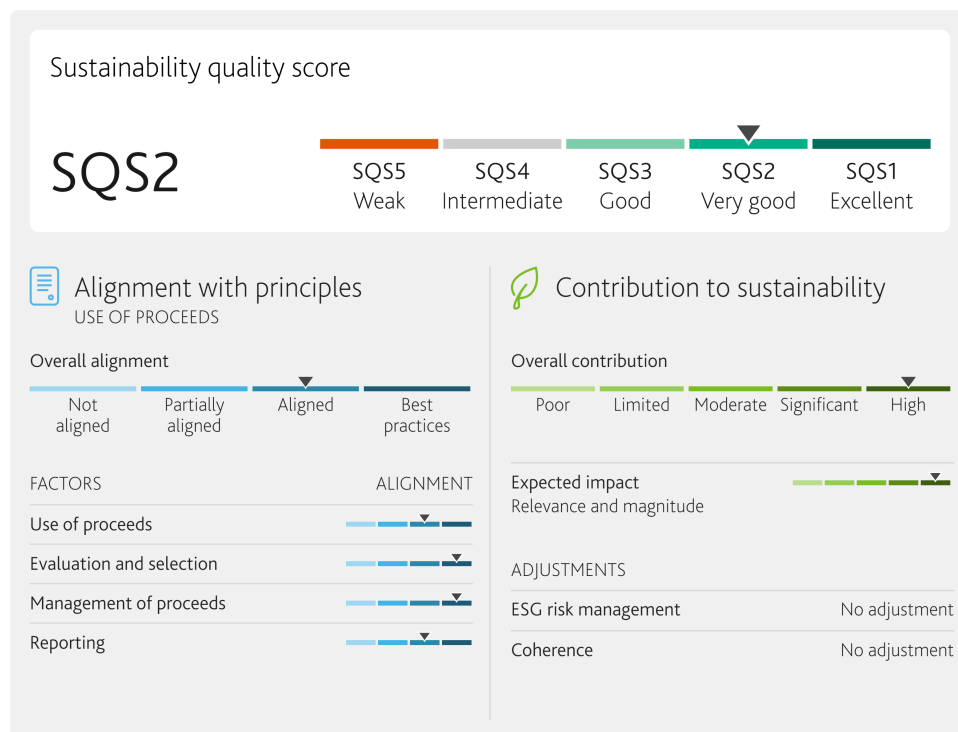 Sustainability quality score
SQS2
SQS5
SQS4
SQS3
SQS2
SQS1
Weak
Intermediate
Good
Very good
Excellent
Alignment with principles
USE OF PROCEEDS
Overall alignment
Not
aligned
Partially
aligned
Aligned
Best
practices
FACTORS
ALIGNMENT
Use of proceeds
Evaluation and selection
Management of proceeds
Reporting
Contribution to sustainability
Overall contribution
Poor
Limited
Moderate
Significant
High
Expected impact
Relevance and magnitude
ADJUSTMENTS
ESG risk management
No adjustment
Coherence
No adjustment